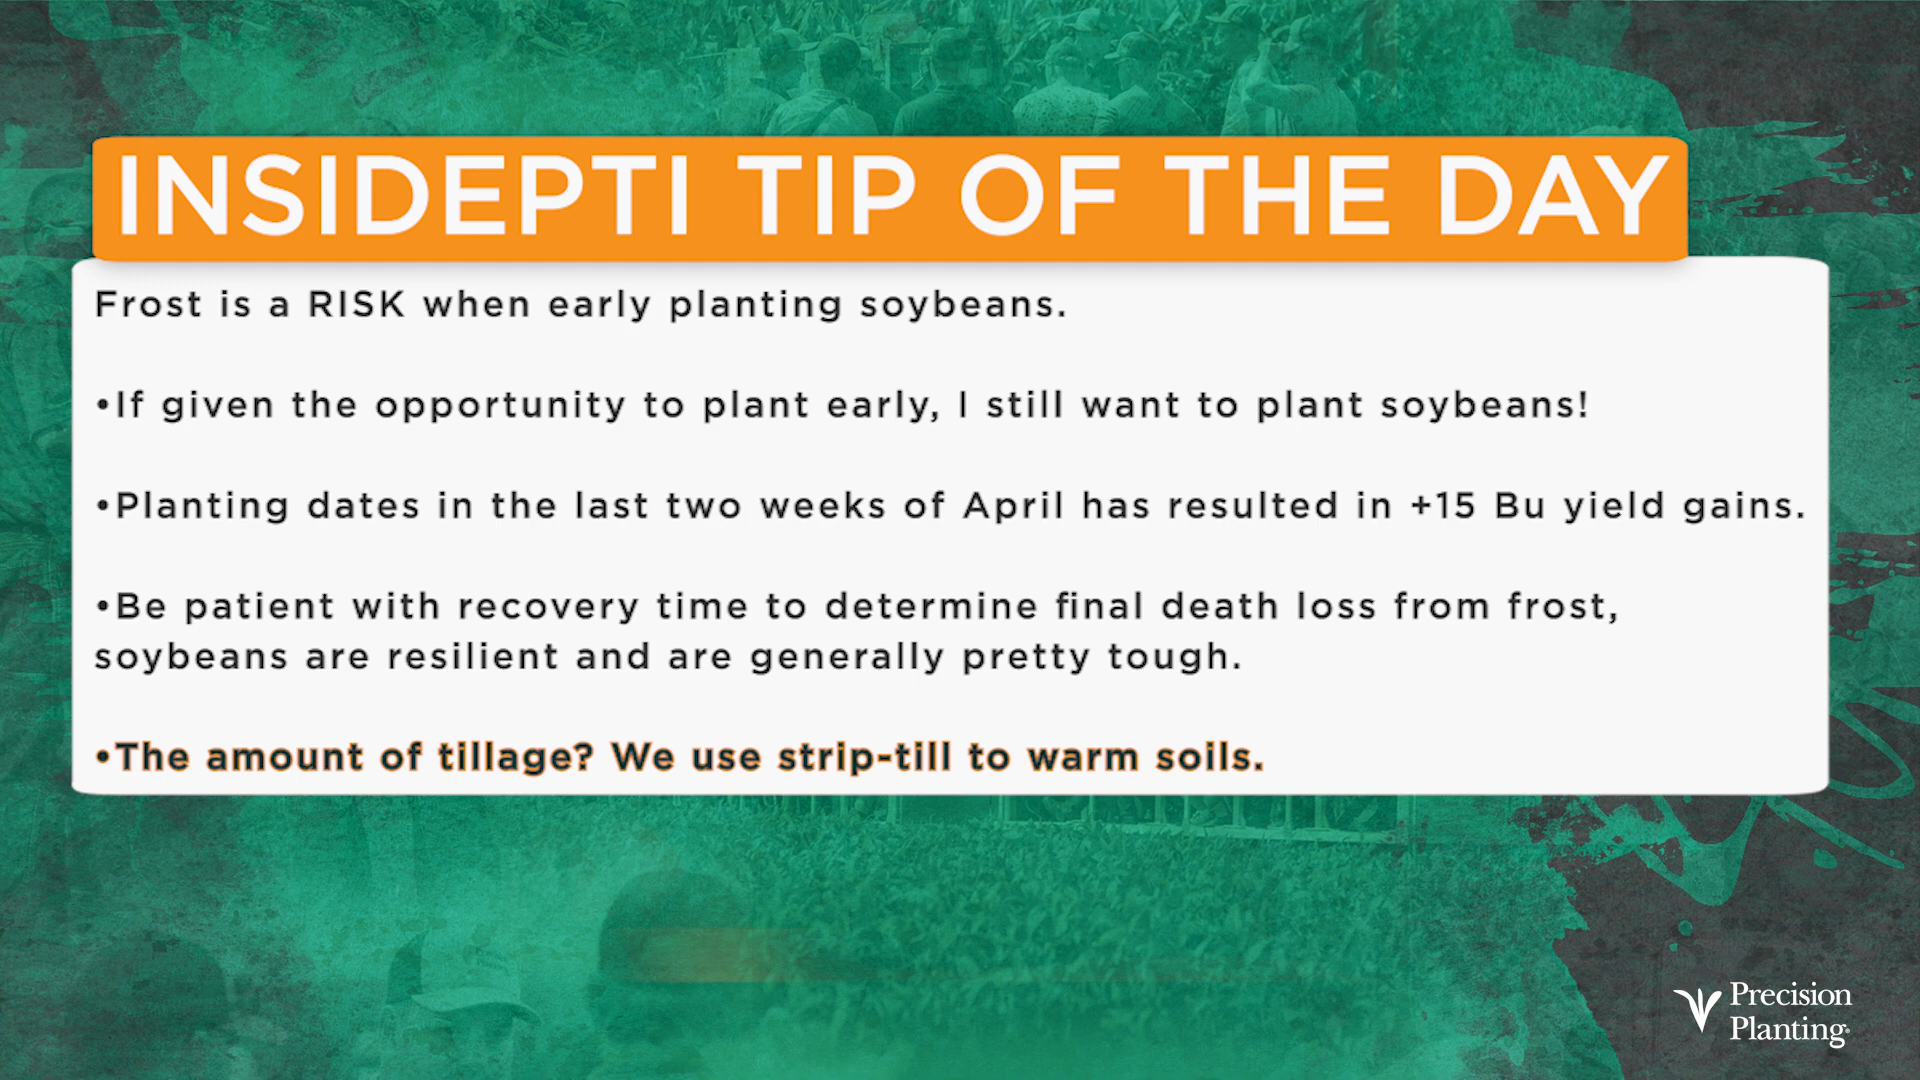 INSIDEPTI TIP OF THE DAY
Frost is a RISK when early planting soybeans.
•If given the opportunity to plant early, I still want to plant soybeans!
•Planting dates in the last two weeks of April has resulted in +15 Bu yield gains.
•Be patient with recovery time to determine final death loss from frost,
soybeans are resilient and are generally pretty tough.
•The amount of tillage? We use strip-till to warm soils.
Precision
Planting®